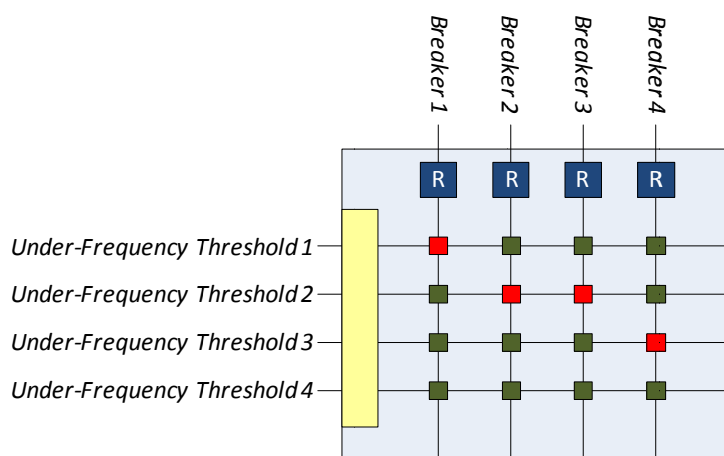 Breaker 1
Breaker 2
Breaker 3
Breaker 4
R
R
R
R
Under-Frequency Threshold 1
Under-Frequency Threshold 2
Under-Frequency Threshold 3
Under-Frequency Threshold 4